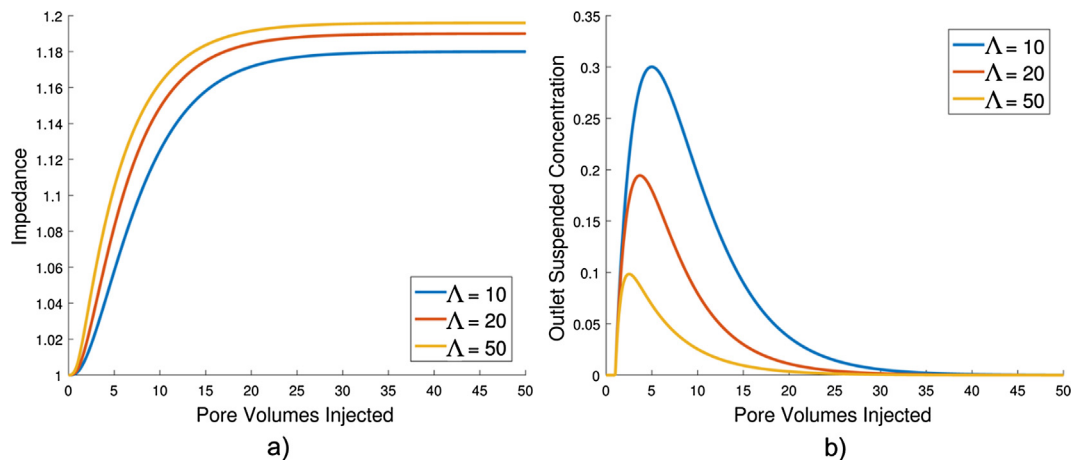 1.2
1.18
1.16
1.14
1.12
1.1
1.08
1.06
1.04
1.02
1
Impedance
0 5 10 15 20 25 30 35 40 45 50
Pore Volumes Injected
Λ = 10
Λ = 20
Λ = 50
a)
0.35
0.3
0.25
0.2
0.15
0.1
0.05
0
Outlet Suspended Concentration
0 5 10 15 20 25 30 35 40 45 50
Pore Volumes Injected
Λ = 10
Λ = 20
Λ = 50
b)